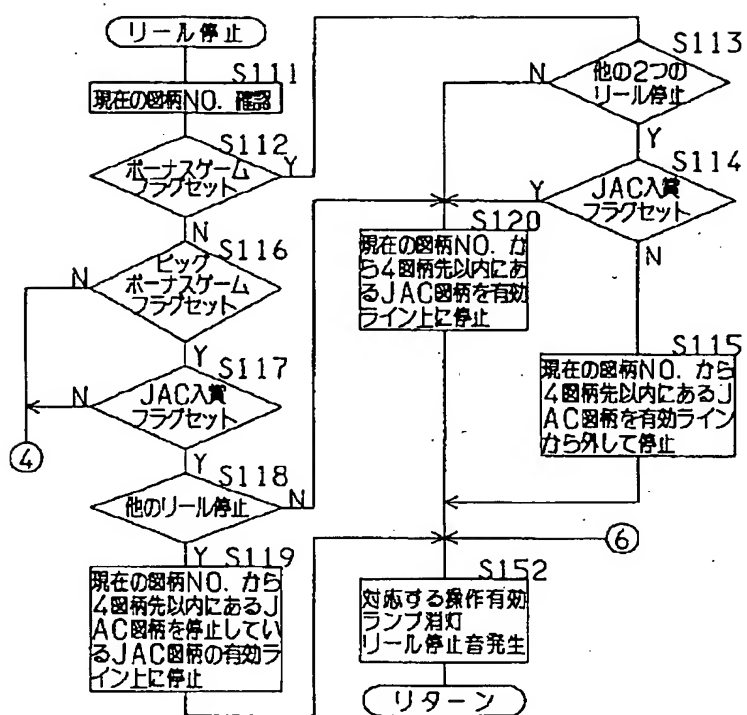 リール停止
S111
現在の図柄NO. 確認
S112
ボーナスゲーム
フラグセット
Y
N
S116
ビッグ
ボーナスゲーム
フラグセット
N
Y
S117
JAC入賞
フラグセット
N
④
Y
S118
他のリール停止
N
Y
S119
現在の図柄NO. から
4図柄先以内にあるJ
AC図柄を停止してい
るJAC図柄の有効ラ
イン上に停止
S113
他の2つの
リール停止
N
Y
S114
JAC入賞
フラグセット
Y
N
S120
現在の図柄NO. か
ら4図柄先以内にあ
るJAC図柄を有効
ライン上に停止
S115
現在の図柄NO. から
4図柄先以内にあるJ
AC図柄を有効ライン
から外して停止
⑥
S152
対応する操作有効
ランプ消灯
リール停止音発生
リターン